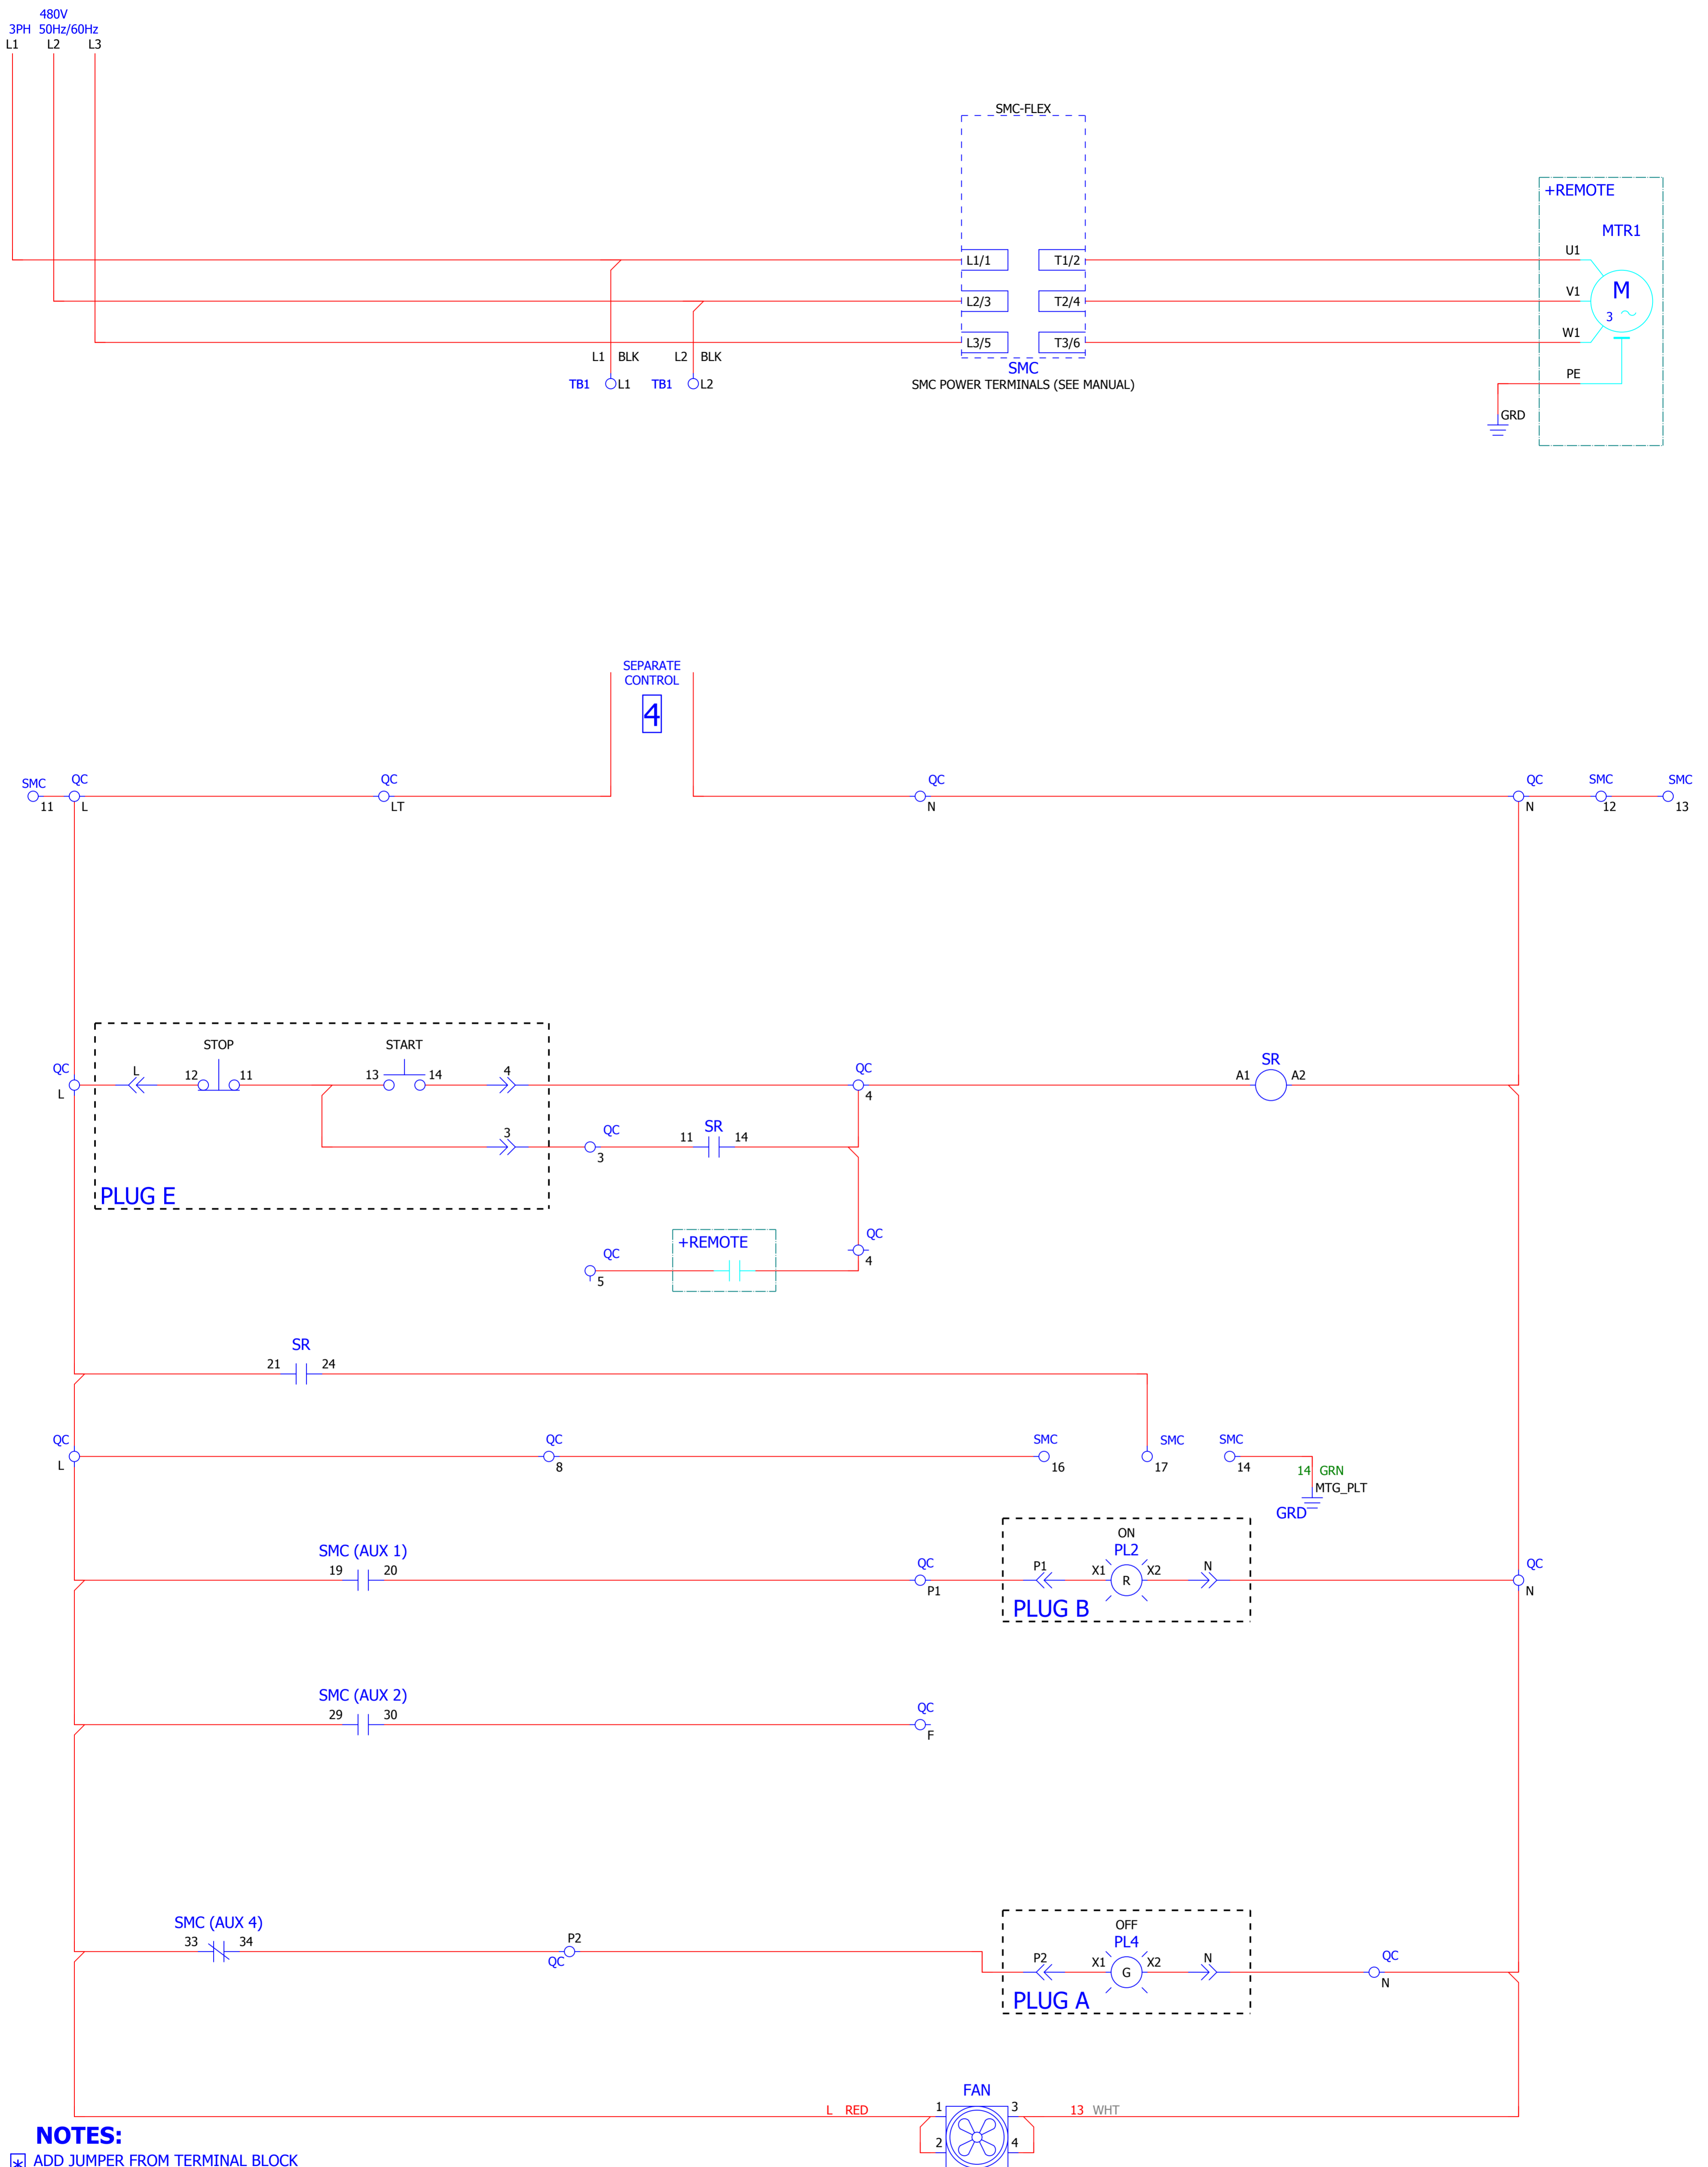 480V
3PH 50Hz/60Hz
L1 L2 L3
SMC-FLEX
+REMOTE
MTR1
L1/1 T1/2 U1
L2/3 T2/4 V1
M
3
L3/5 T3/6 W1
L1 BLK L2 BLK
SMC
TB1 L1 TB1 L2
SMC POWER TERMINALS (SEE MANUAL)
PE
GRD
SEPARATE
CONTROL
4
SMC QC QC QC QC SMC SMC
11 L LT N N 12 13
STOP START
QC L 12 11 13 14 4 QC SR
L 4 A1 A2
3 QC 11 SR 14
3
PLUG E
+REMOTE QC
QC 4
5
SR
21 24
QC QC SMC SMC SMC
L 8 16 17 14
14 GRN
MTG_PLT
GRD
ON
SMC (AUX 1) PL2
19 20 QC P1 X1 R X2 N QC
P1 N
PLUG B
SMC (AUX 2)
29 30 QC
F
SMC (AUX 4) OFF
33 34 P2 PL4
QC P2 X1 G X2 N QC
N
PLUG A
FAN
L RED 1 3 13 WHT
2 4
NOTES:
* ADD JUMPER FROM TERMINAL BLOCK